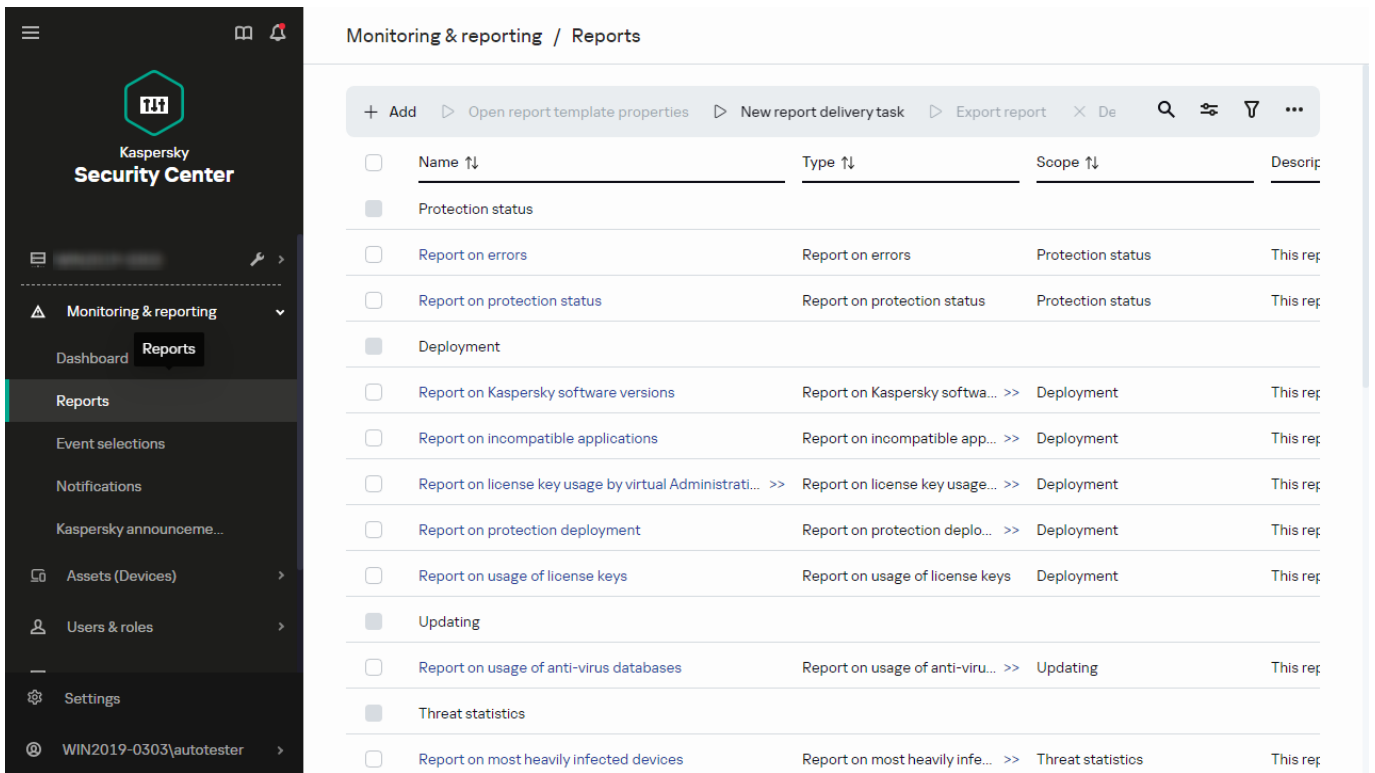 Monitoring & reporting / Reports
Kaspersky
Security Center
Monitoring & reporting
Dashboard
Reports
Reports
Event selections
Notifications
Kaspersky announceme...
Assets (Devices)
Users & roles
Settings
WIN2019-0303\autotester
+ Add Open report template properties New report delivery task Export report × De
Name Type Scope Descrip
Protection status
Report on errors Report on errors Protection status This rep
Report on protection status Report on protection status Protection status This rep
Deployment
Report on Kaspersky software versions Report on Kaspersky softwa... >> Deployment This rep
Report on incompatible applications Report on incompatible app... >> Deployment This rep
Report on license key usage by virtual Administrati... >> Report on license key usage... >> Deployment This rep
Report on protection deployment Report on protection deplo... >> Deployment This rep
Report on usage of license keys Report on usage of license keys Deployment This rep
Updating
Report on usage of anti-virus databases Report on usage of anti-viru... >> Updating This rep
Threat statistics
Report on most heavily infected devices Report on most heavily infe... >> Threat statistics This rep